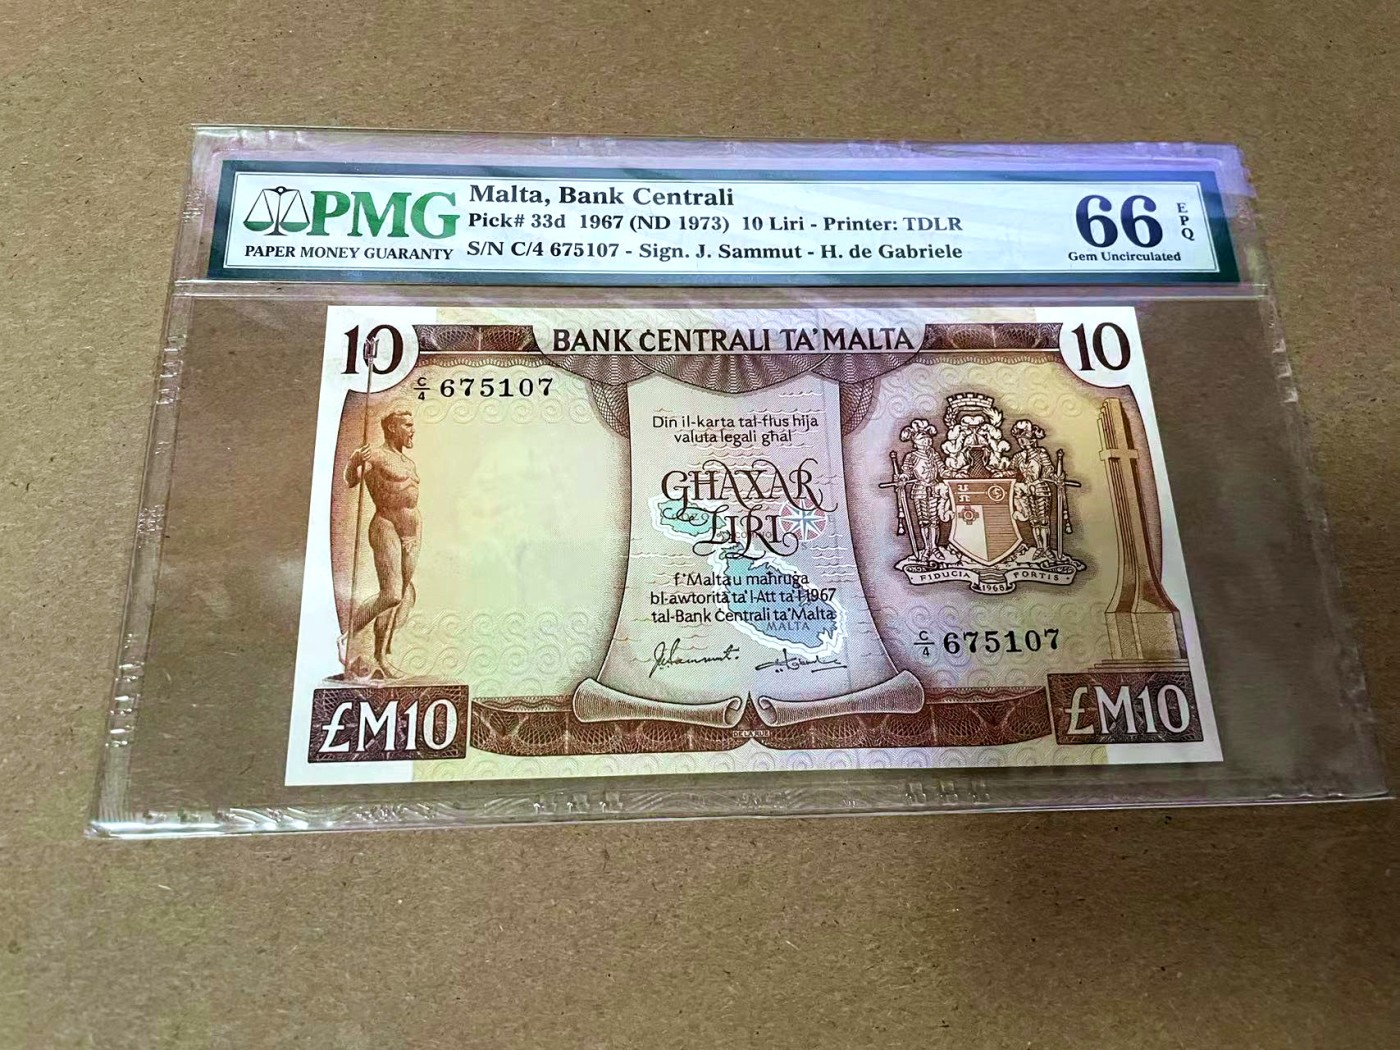 PMG
PAPER MONEY GUARANTY
Malta, Bank Centrali
Pick# 33d 1967 (ND 1973) 10 Liri - Printer: TDLR
S/N C/4 675107 - Sign. J. Sammut - H. de Gabriele
66 EPQ
Gem Uncirculated
10 BANK ĊENTRALI TA' MALTA 10
C/4 675107
Din il-karta tal-flus hija
valuta legali għal
GĦAXAR
LIRI
f'Malta u maħruġa
bl-awtorità ta' l-Att ta' l-1967
tal-Bank Ċentrali ta' Malta
MALTA
FIDUCIA FORTIS
1968
C/4 675107
£M10 £M10
DE LA RUE